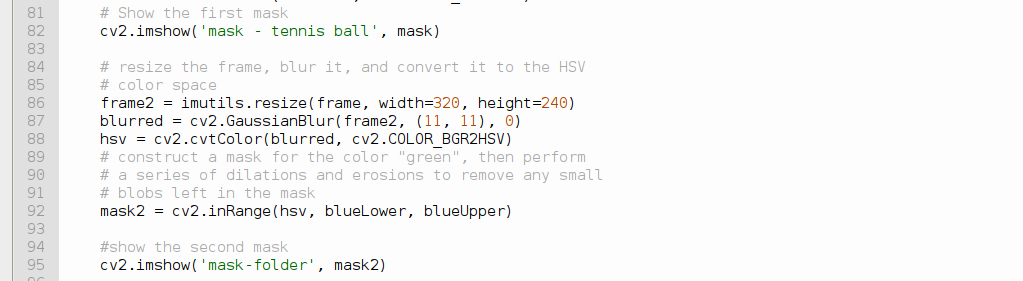 81 # Show the first mask
82 cv2.imshow('mask - tennis ball', mask)
83
84 # resize the frame, blur it, and convert it to the HSV
85 # color space
86 frame2 = imutils.resize(frame, width=320, height=240)
87 blurred = cv2.GaussianBlur(frame2, (11, 11), 0)
88 hsv = cv2.cvtColor(blurred, cv2.COLOR_BGR2HSV)
89 # construct a mask for the color "green", then perform
90 # a series of dilations and erosions to remove any small
91 # blobs left in the mask
92 mask2 = cv2.inRange(hsv, blueLower, blueUpper)
93
94 #show the second mask
95 cv2.imshow('mask-folder', mask2)